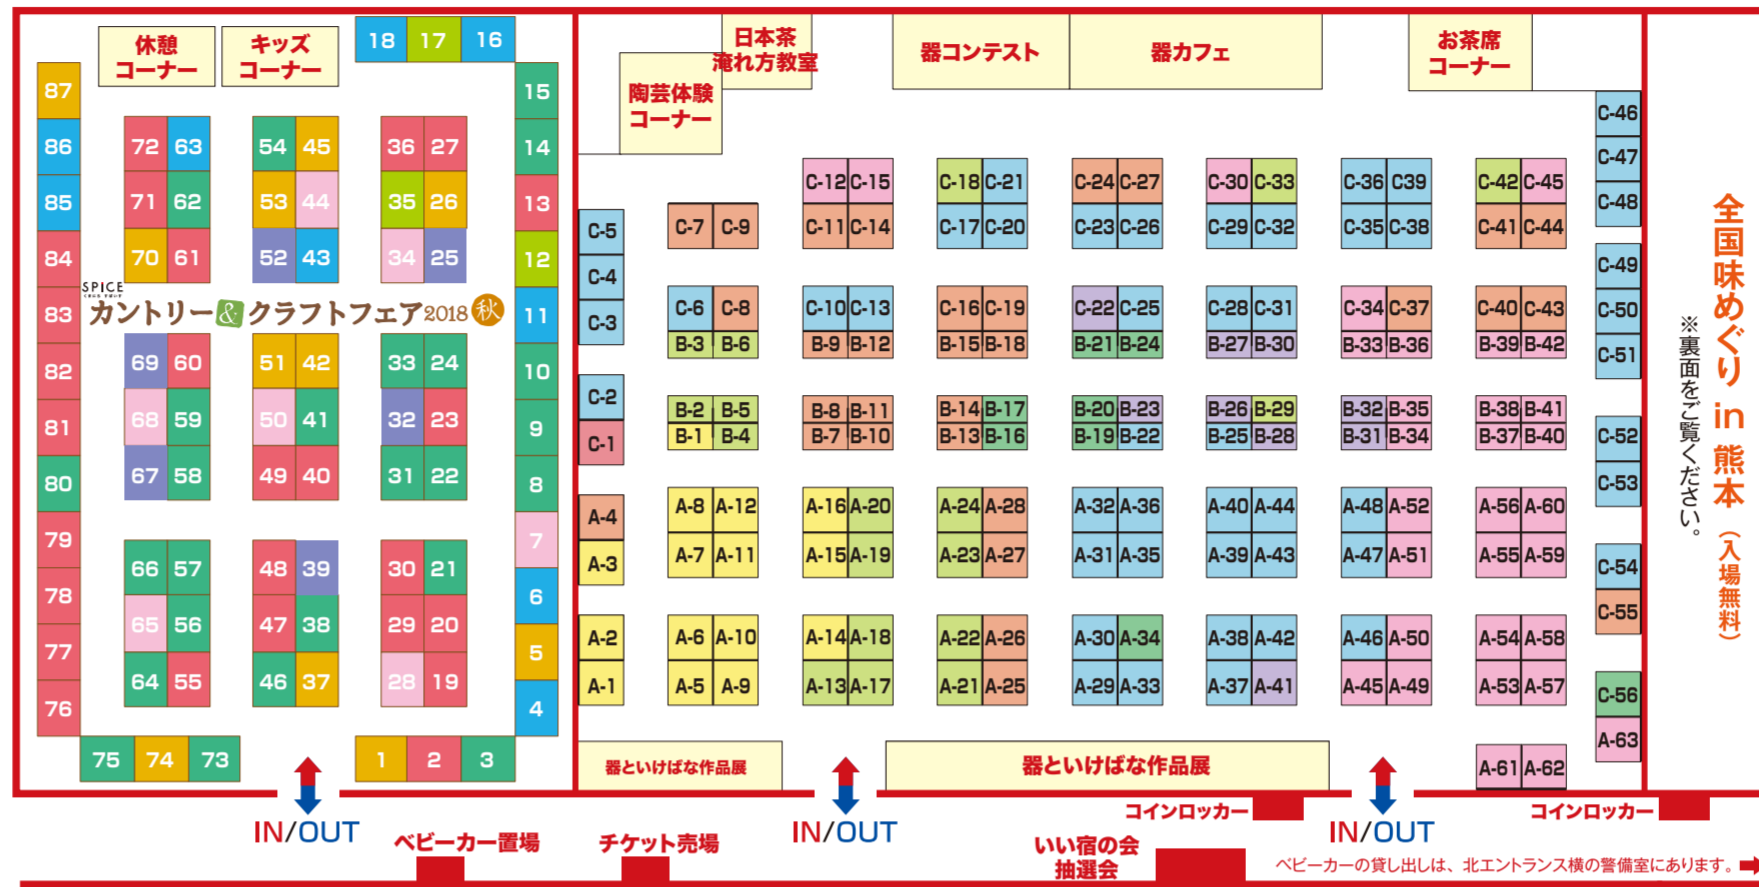 休憩
コーナー
キッズ
コーナー
18 17 16
87
86
85
84
83
82
81
80
79
78
77
76
75 74 73
72 63
71 62
70 61
54 45
53 44
52 43
36 27
35 26
34 25
SPICE
カントリー&クラフトフェア2018秋
69 60
68 59
67 58
51 42
50 41
49 40
33 24
32 23
31 22
66 57
65 56
64 55
48 39
47 38
46 37
30 21
29 20
28 19
15
14
13
12
11
10
9
8
7
6
5
4
1 2 3
陶芸体験
コーナー
日本茶
淹れ方教室
器コンテスト
器カフェ
お茶席
コーナー
C-5
C-4
C-3
C-2
C-1
A-4
A-3
A-2
A-1
C-7 C-9
C-6 C-8
B-3 B-6
B-2 B-5
B-1 B-4
A-8 A-12
A-7 A-11
A-6 A-10
A-5 A-9
C-12 C-15
C-11 C-14
C-10 C-13
B-9 B-12
B-8 B-11
B-7 B-10
A-16 A-20
A-15 A-19
A-14 A-18
A-13 A-17
C-18 C-21
C-17 C-20
C-16 C-19
B-15 B-18
B-14 B-17
B-13 B-16
A-24 A-28
A-23 A-27
A-22 A-26
A-21 A-25
C-24 C-27
C-23 C-26
C-22 C-25
B-21 B-24
B-20 B-23
B-19 B-22
A-32 A-36
A-31 A-35
A-30 A-34
A-29 A-33
C-30 C-33
C-29 C-32
C-28 C-31
B-27 B-30
B-26 B-29
B-25 B-28
A-40 A-44
A-39 A-43
A-38 A-42
A-37 A-41
C-36 C39
C-35 C-38
C-34 C-37
B-33 B-36
B-32 B-35
B-31 B-34
A-48 A-52
A-47 A-51
A-46 A-50
A-45 A-49
C-42 C-45
C-41 C-44
C-40 C-43
B-39 B-42
B-38 B-41
B-37 B-40
A-56 A-60
A-55 A-59
A-54 A-58
A-53 A-57
A-61 A-62
C-46
C-47
C-48
C-49
C-50
C-51
C-52
C-53
C-54
C-55
C-56
A-63
器といけばな作品展
器といけばな作品展
全国味めぐり in 熊本（入場無料）
※裏面をご覧ください。
IN/OUT
IN/OUT
IN/OUT
コインロッカー
コインロッカー
ベビーカー置場
チケット売場
いい宿の会
抽選会
ベビーカーの貸し出しは、北エントランス横の警備室にあります。